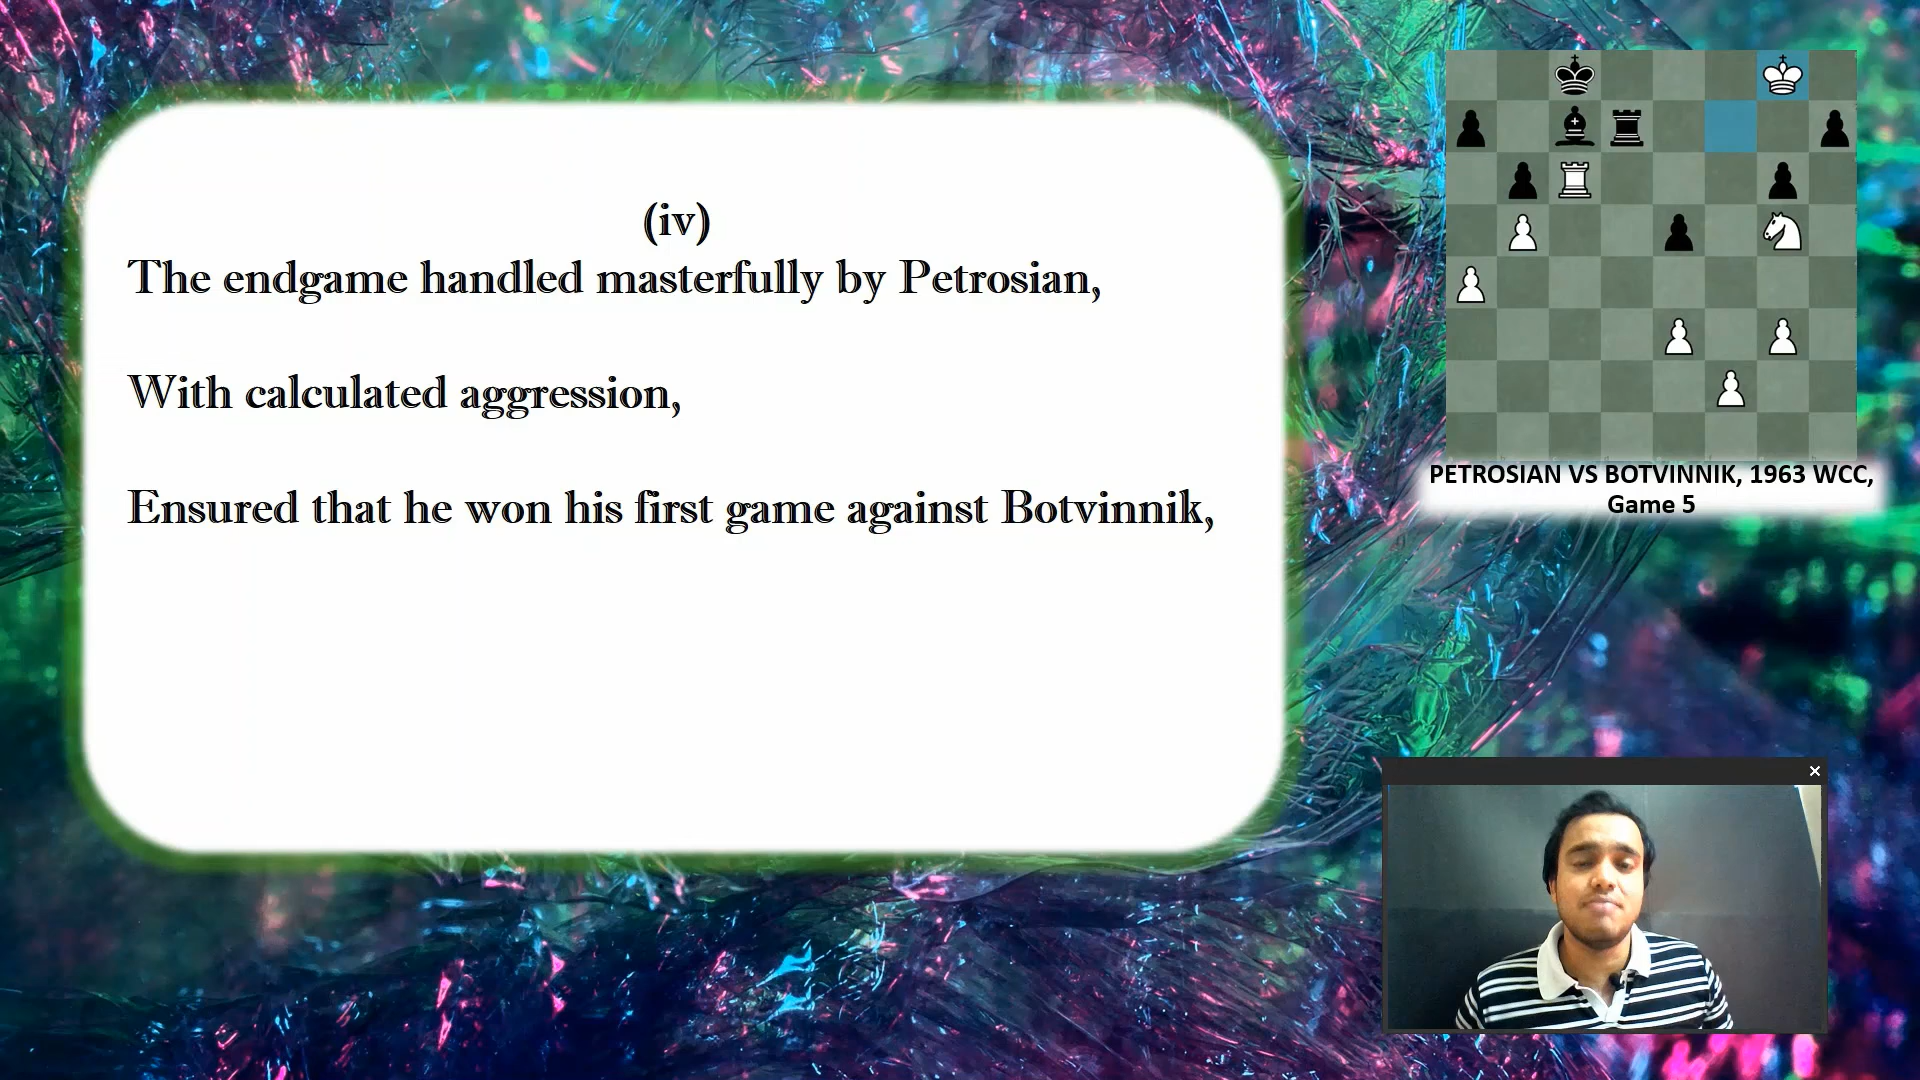 (iv)
The endgame handled masterfully by Petrosian,
With calculated aggression,
Ensured that he won his first game against Botvinnik,
PETROSIAN VS BOTVINNIK, 1963 WCC,
Game 5